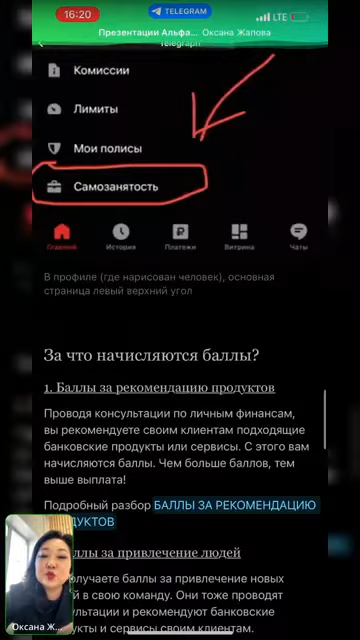 16:20
TELEGRAM
LTE
Презентации Альфа... Оксана Жапова
Telegraph
Комиссии
Лимиты
Мои полисы
Самозанятость
Главная
История
Платежи
Витрина
Чаты
В профиле (где нарисован человек), основная
страница левый верхний угол
За что начисляются баллы?
1. Баллы за рекомендацию продуктов
Проводя консультации по личным финансам,
вы рекомендуете своим клиентам подходящие
банковские продукты или сервисы. С этого вам
начисляются баллы. Чем больше баллов, тем
выше выплата!
Подробный разбор БАЛЛЫ ЗА РЕКОМЕНДАЦИЮ
ДУКТОВ
аллы за привлечение людей
олучаете баллы за привлечение новых
й в свою команду. Они тоже проводят
ультации и рекомендуют банковские
укты и сервисы своим клиентам.
Оксана Ж...